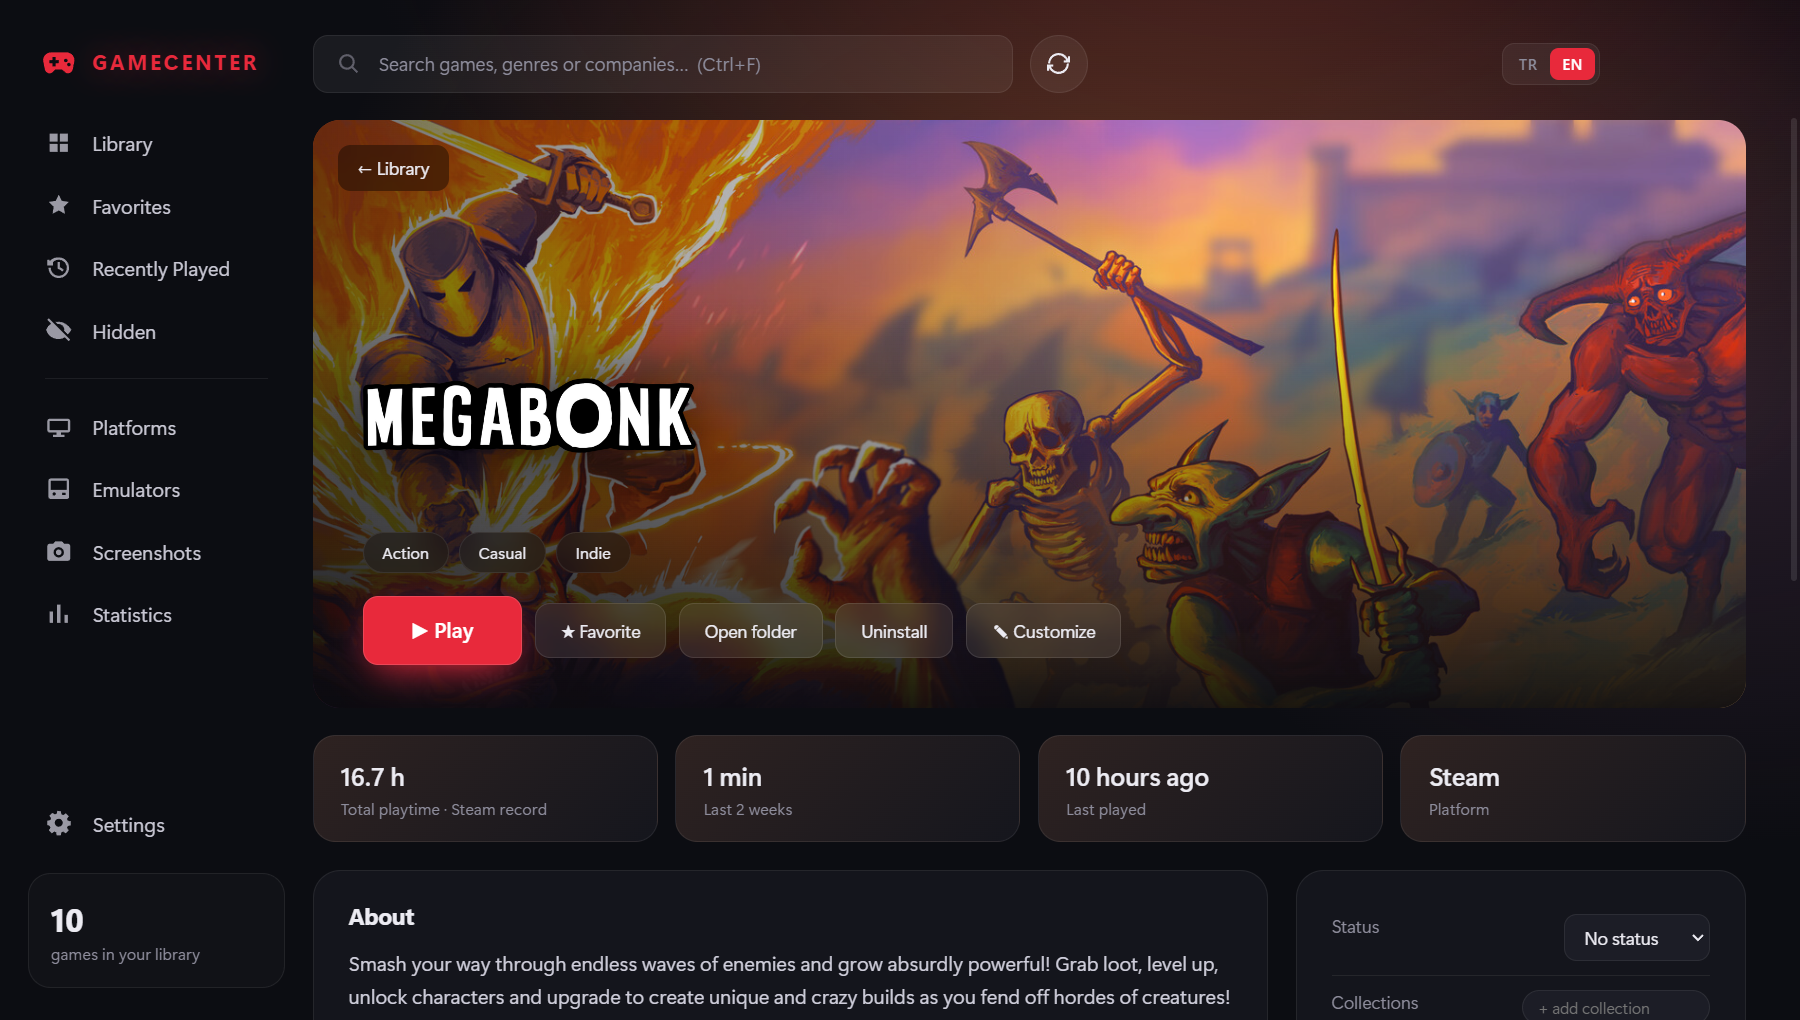 GAMECENTER
Search games, genres or companies... (Ctrl+F)
TR EN
Library
Favorites
Recently Played
Hidden
Platforms
Emulators
Screenshots
Statistics
Settings
10
games in your library
← Library
MEGABONK
Action Casual Indie
▶ Play ★ Favorite Open folder Uninstall ✎ Customize
16.7 h
Total playtime · Steam record
1 min
Last 2 weeks
10 hours ago
Last played
Steam
Platform
About
Smash your way through endless waves of enemies and grow absurdly powerful! Grab loot, level up,
unlock characters and upgrade to create unique and crazy builds as you fend off hordes of creatures!
Status No status
Collections + add collection